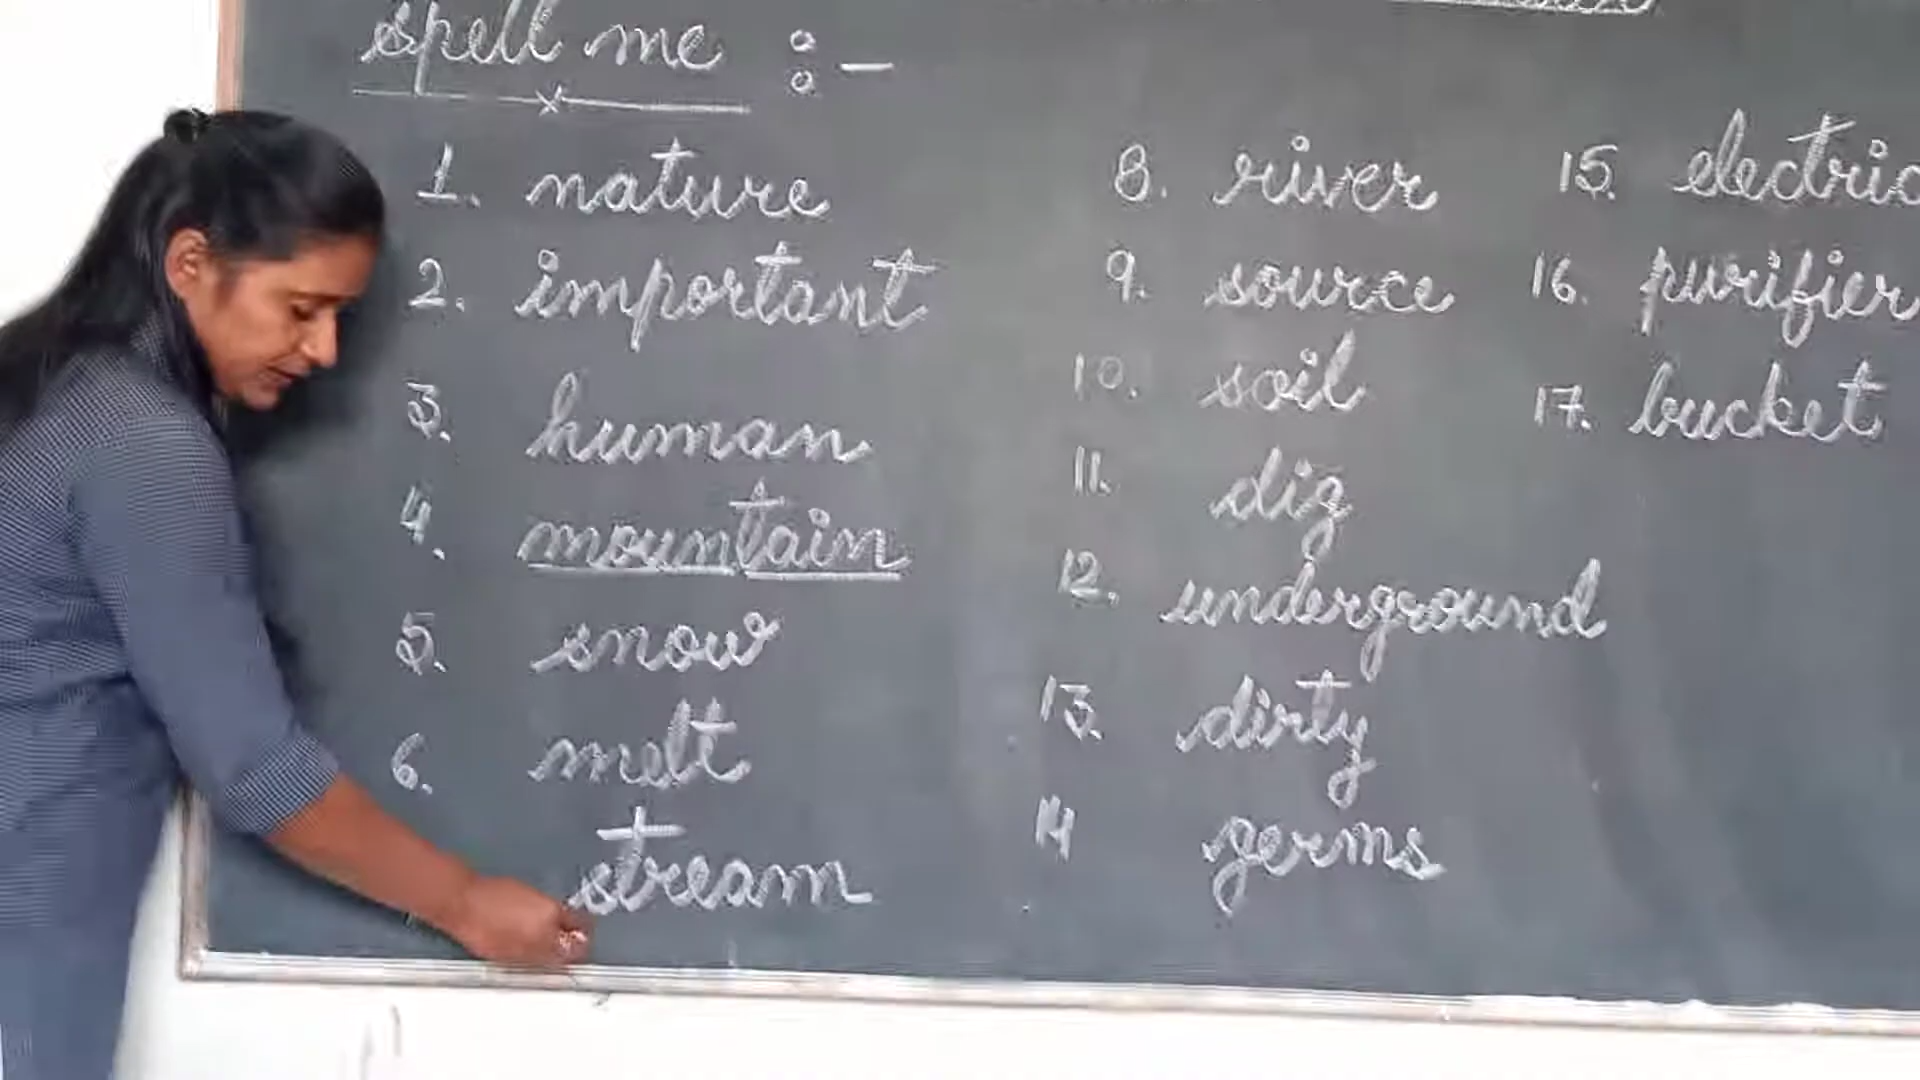 spell me :-
1. nature
2. important
3. human
4. mountain
5. snow
6. melt
stream
8. river
9. source
10. soil
11. dig
12. underground
13. dirty
14 germs
15. electric
16. purifier
17. bucket